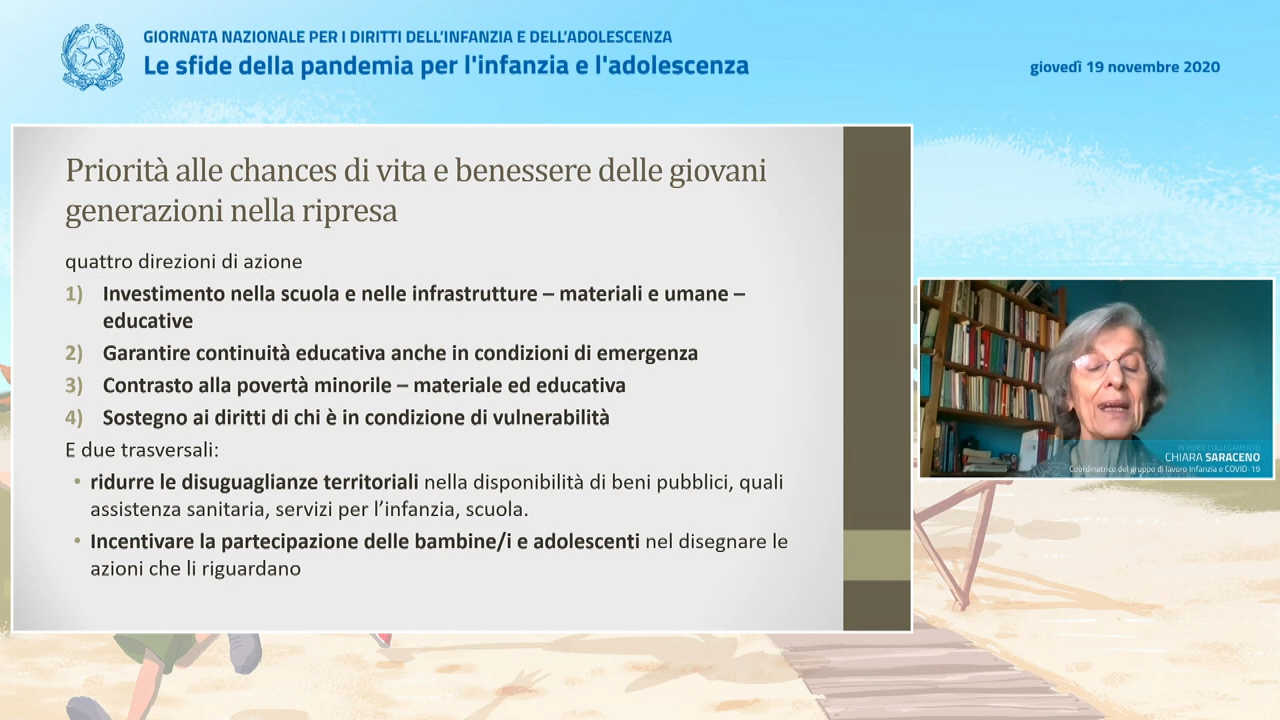 GIORNATA NAZIONALE PER I DIRITTI DELL'INFANZIA E DELL'ADOLESCENZA
Le sfide della pandemia per l'infanzia e l'adolescenza
giovedì 19 novembre 2020
Priorità alle chances di vita e benessere delle giovani
generazioni nella ripresa
quattro direzioni di azione
1) Investimento nella scuola e nelle infrastrutture – materiali e umane –
educative
2) Garantire continuità educativa anche in condizioni di emergenza
3) Contrasto alla povertà minorile – materiale ed educativa
4) Sostegno ai diritti di chi è in condizione di vulnerabilità
E due trasversali:
• ridurre le disuguaglianze territoriali nella disponibilità di beni pubblici, quali
assistenza sanitaria, servizi per l'infanzia, scuola.
• Incentivare la partecipazione delle bambine/i e adolescenti nel disegnare le
azioni che li riguardano
IN VIDEO COLLEGAMENTO
CHIARA SARACENO
Coordinatrice del gruppo di lavoro Infanzia e COVID-19